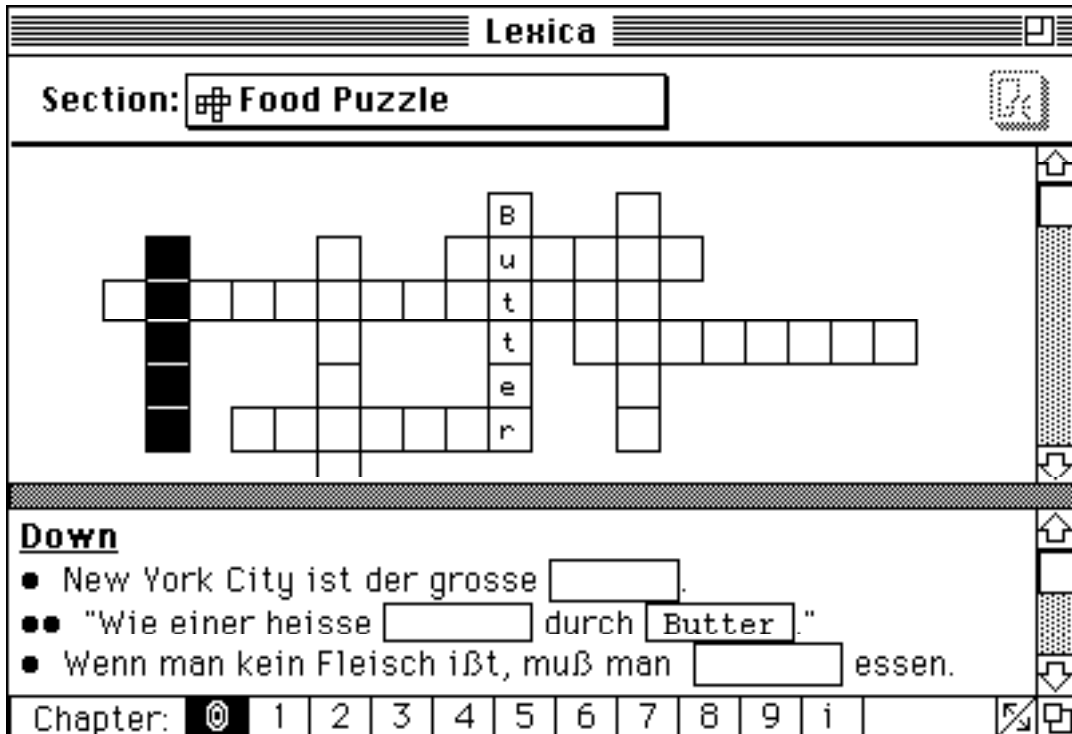 Lexica
Section: Food Puzzle
B
u
t
t
e
r
Down
• New York City ist der grosse .
•• "Wie einer heisse durch Butter ."
• Wenn man kein Fleisch ißt, muß man essen.
Chapter: 0 1 2 3 4 5 6 7 8 9 i